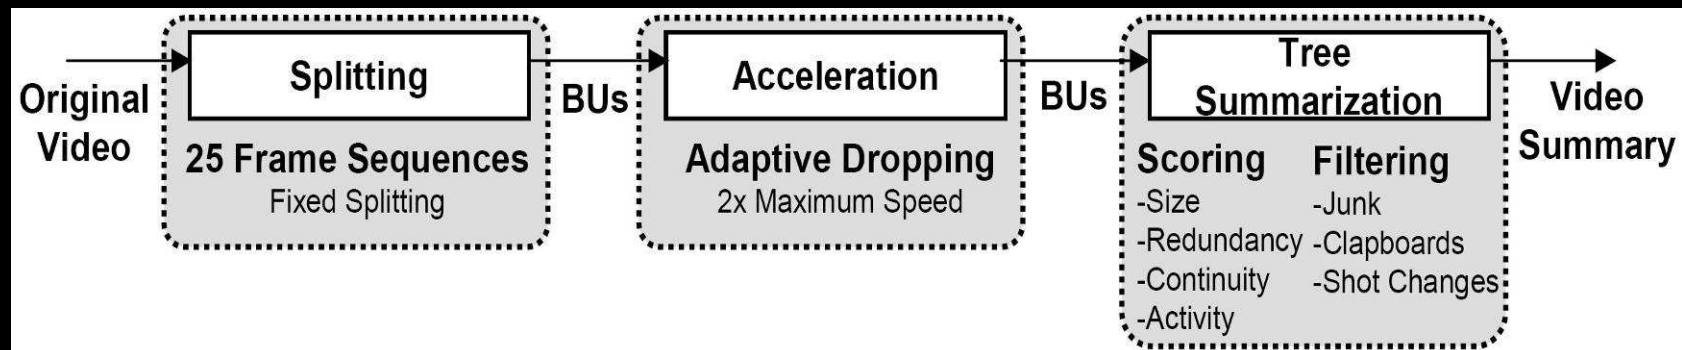 Original
Video
Splitting
25 Frame Sequences
Fixed Splitting
BUs
Acceleration
Adaptive Dropping
2x Maximum Speed
BUs
Tree
Summarization
Scoring
-Size
-Redundancy
-Continuity
-Activity
Filtering
-Junk
-Clapboards
-Shot Changes
Video
Summary